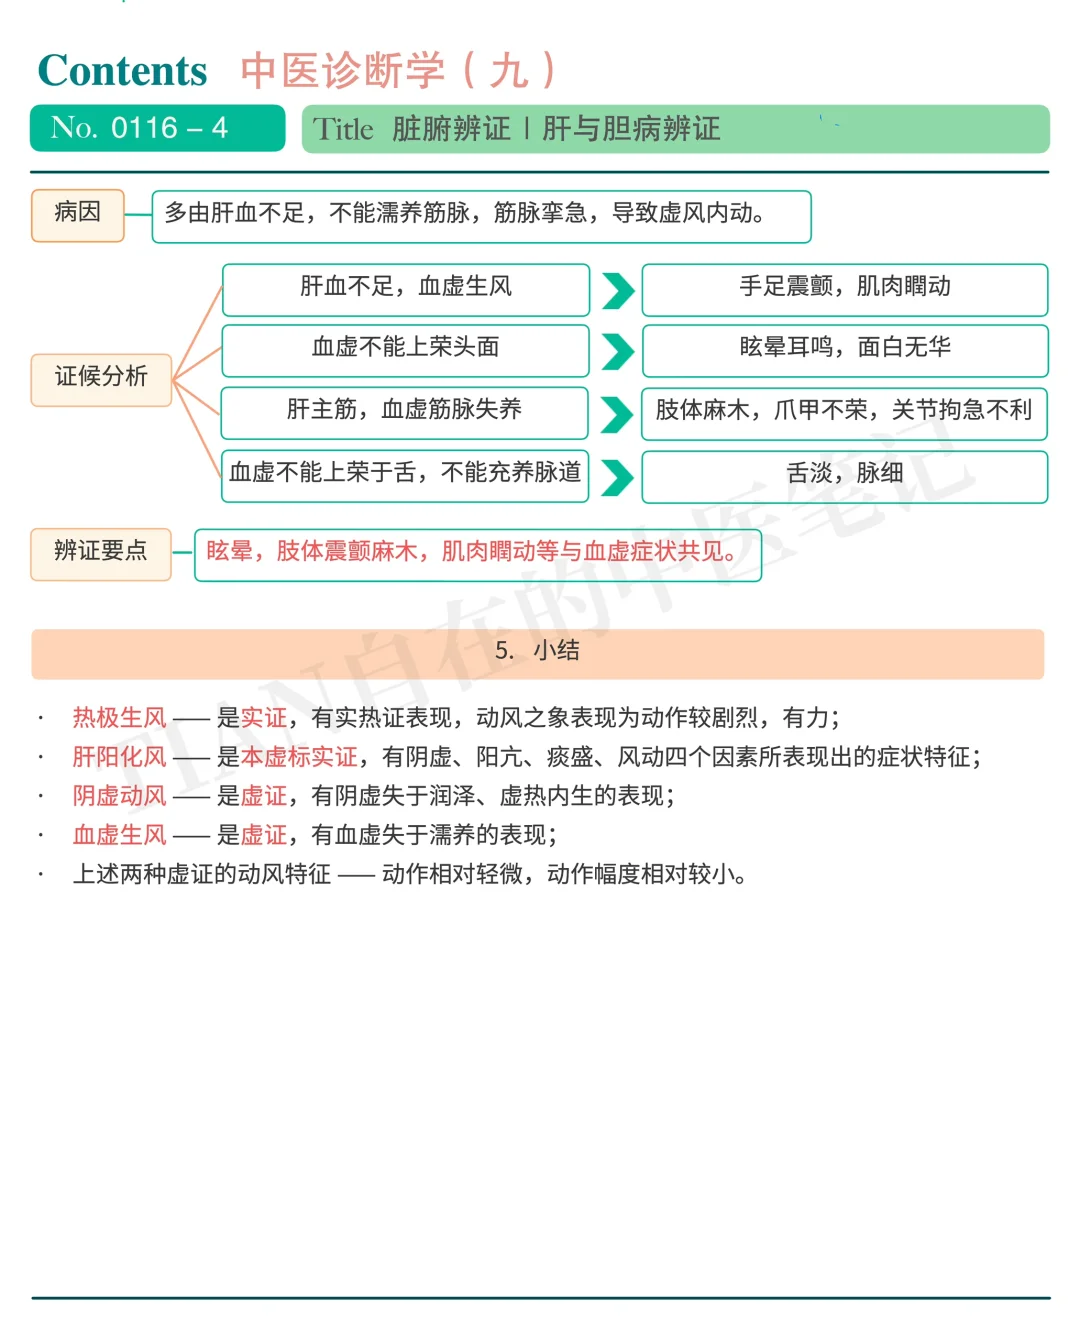 Contents 中医诊断学（九）
No. 0116 – 4
Title 脏腑辨证 | 肝与胆病辨证
病因
多由肝血不足，不能濡养筋脉，筋脉挛急，导致虚风内动。
证候分析
肝血不足，血虚生风
手足震颤，肌肉瞤动
血虚不能上荣头面
眩晕耳鸣，面白无华
肝主筋，血虚筋脉失养
肢体麻木，爪甲不荣，关节拘急不利
血虚不能上荣于舌，不能充养脉道
舌淡，脉细
辨证要点
眩晕，肢体震颤麻木，肌肉瞤动等与血虚症状共见。
5. 小结
· 热极生风 —— 是实证，有实热证表现，动风之象表现为动作较剧烈，有力；
· 肝阳化风 —— 是本虚标实证，有阴虚、阳亢、痰盛、风动四个因素所表现出的症状特征；
· 阴虚动风 —— 是虚证，有阴虚失于润泽、虚热内生的表现；
· 血虚生风 —— 是虚证，有血虚失于濡养的表现；
· 上述两种虚证的动风特征 —— 动作相对轻微，动作幅度相对较小。
TIAN自在的中医笔记